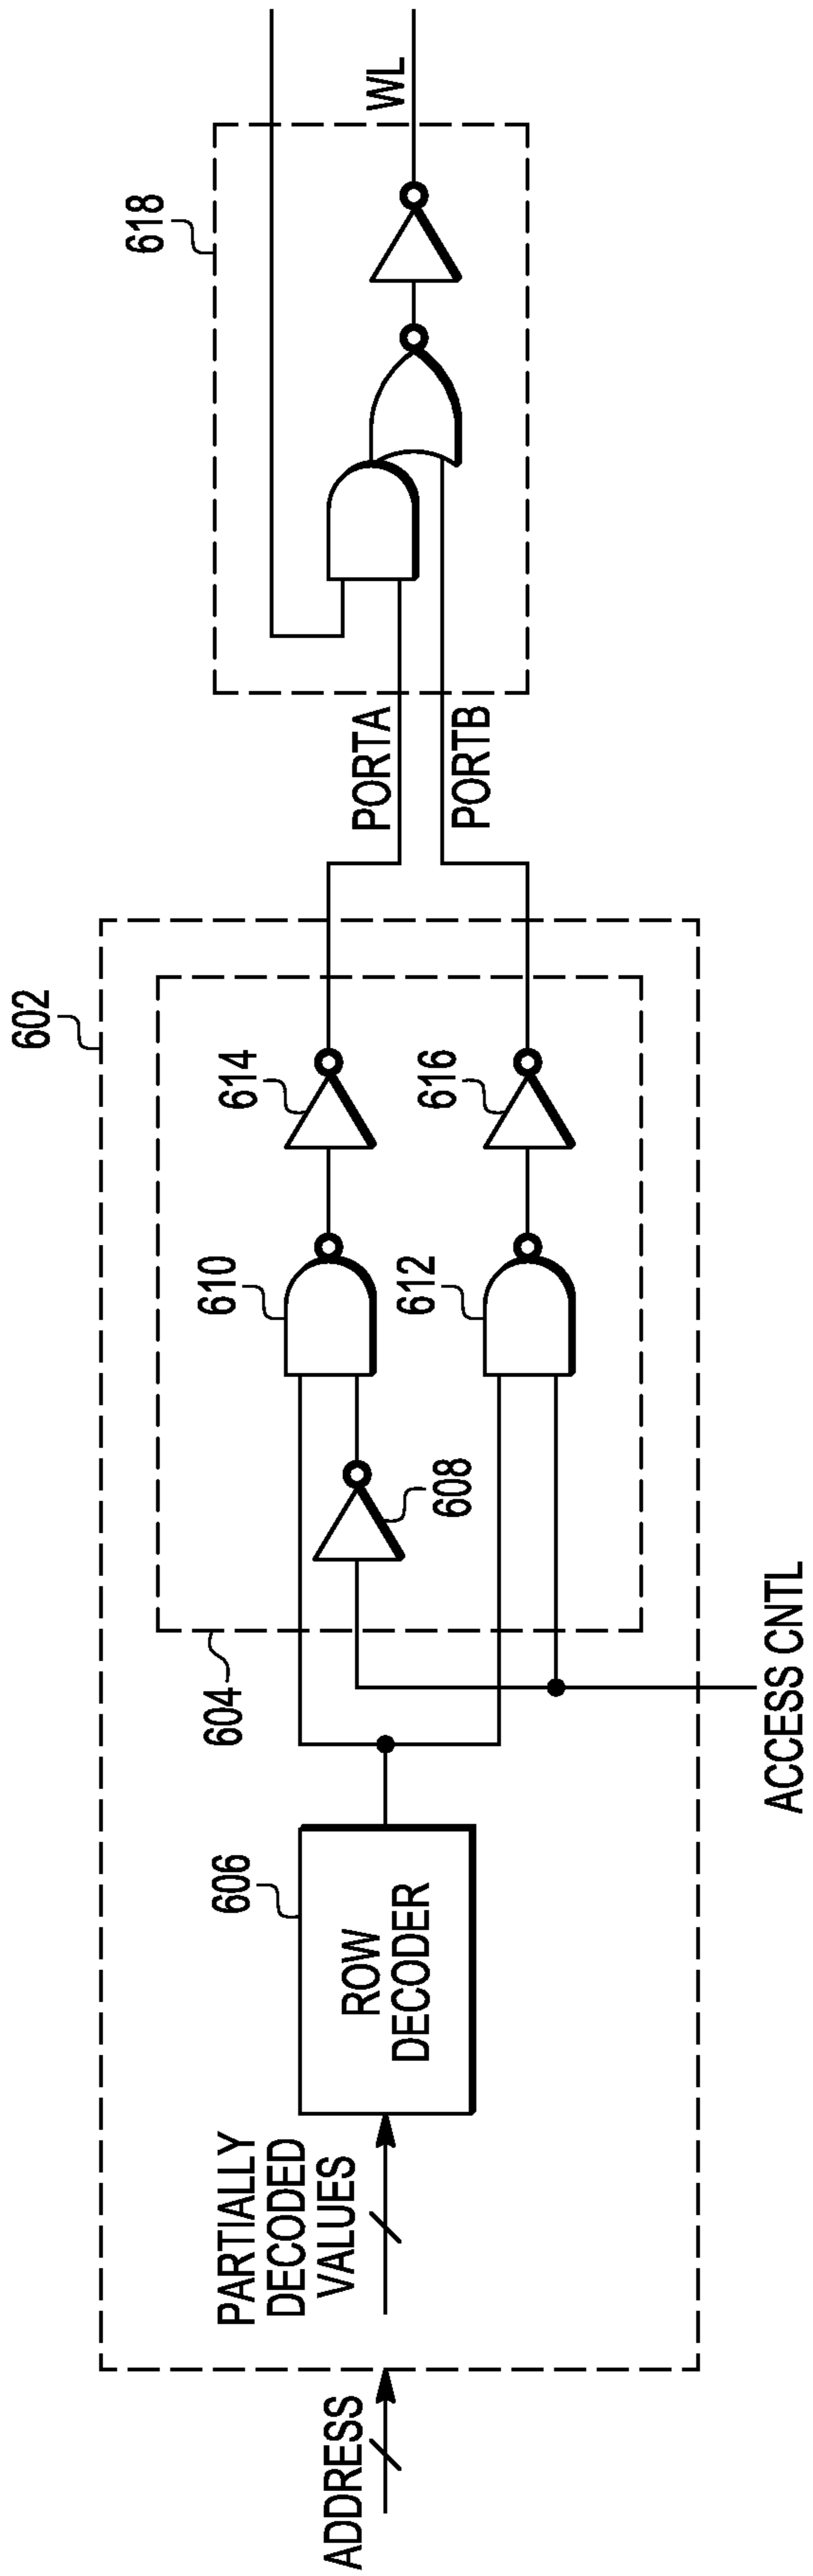 ADDRESS
602
PARTIALLY
DECODED
VALUES
606
ROW
DECODER
604
ACCESS CNTL
608
610
612
614
616
PORTA
PORTB
618
WL